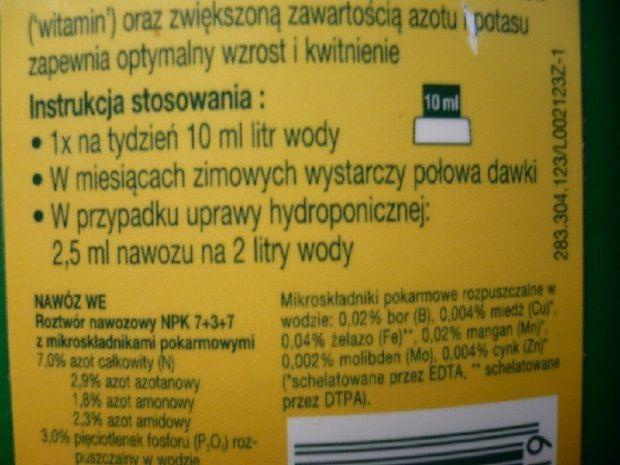 ('witamin') oraz zwiększoną zawartością azotu i potasu
zapewnia optymalny wzrost i kwitnienie
Instrukcja stosowania :
10 ml
• 1x na tydzień 10 ml litr wody
• W miesiącach zimowych wystarczy połowa dawki
• W przypadku uprawy hydroponicznej:
2,5 ml nawozu na 2 litry wody
283.304.123/L002123Z-1
NAWÓZ WE
Roztwór nawozowy NPK 7+3+7
z mikroskładnikami pokarmowymi
7,0% azot całkowity (N)
2,9% azot azotanowy
1,8% azot amonowy
2,3% azot amidowy
3,0% pięciotlenek fosforu (P₂O₅) roz-
puszczalny w wodzie
Mikroskładniki pokarmowe rozpuszczalne w
wodzie: 0,02% bor (B), 0,004% miedź (Cu)*,
0,04% żelazo (Fe)**, 0,02% mangan (Mn)*,
0,002% molibden (Mo), 0,004% cynk (Zn)*
(*schelatowane przez EDTA, ** schelatowane
przez DTPA).